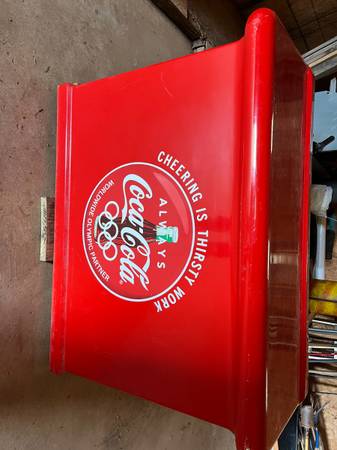 CHEERING IS THIRSTY WORK
ALWAYS
Coca-Cola
®
WORLDWIDE OLYMPIC PARTNER